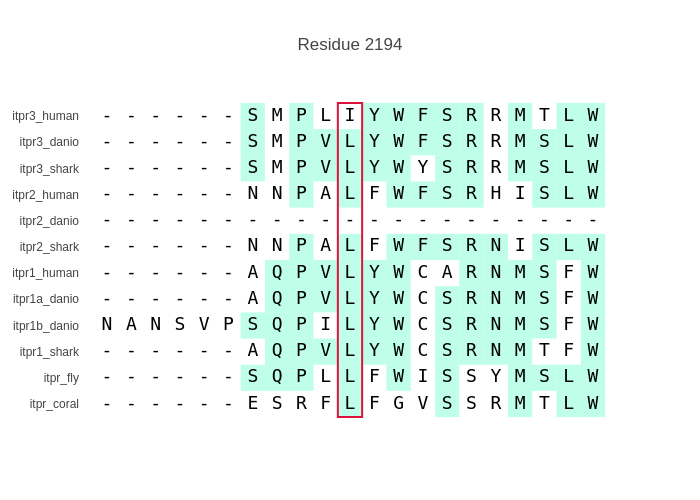 Residue 2194
itpr3_human - - - - - - S M P L I Y W F S R R M T L W
itpr3_danio - - - - - - S M P V L Y W F S R R M S L W
itpr3_shark - - - - - - S M P V L Y W Y S R R M S L W
itpr2_human - - - - - - N N P A L F W F S R H I S L W
itpr2_danio - - - - - - - - - - - - - - - - - - - - -
itpr2_shark - - - - - - N N P A L F W F S R N I S L W
itpr1_human - - - - - - A Q P V L Y W C A R N M S F W
itpr1a_danio - - - - - - A Q P V L Y W C S R N M S F W
itpr1b_danio N A N S V P S Q P I L Y W C S R N M S F W
itpr1_shark - - - - - - A Q P V L Y W C S R N M T F W
itpr_fly - - - - - - S Q P L L F W I S S Y M S L W
itpr_coral - - - - - - E S R F L F G V S S R M T L W